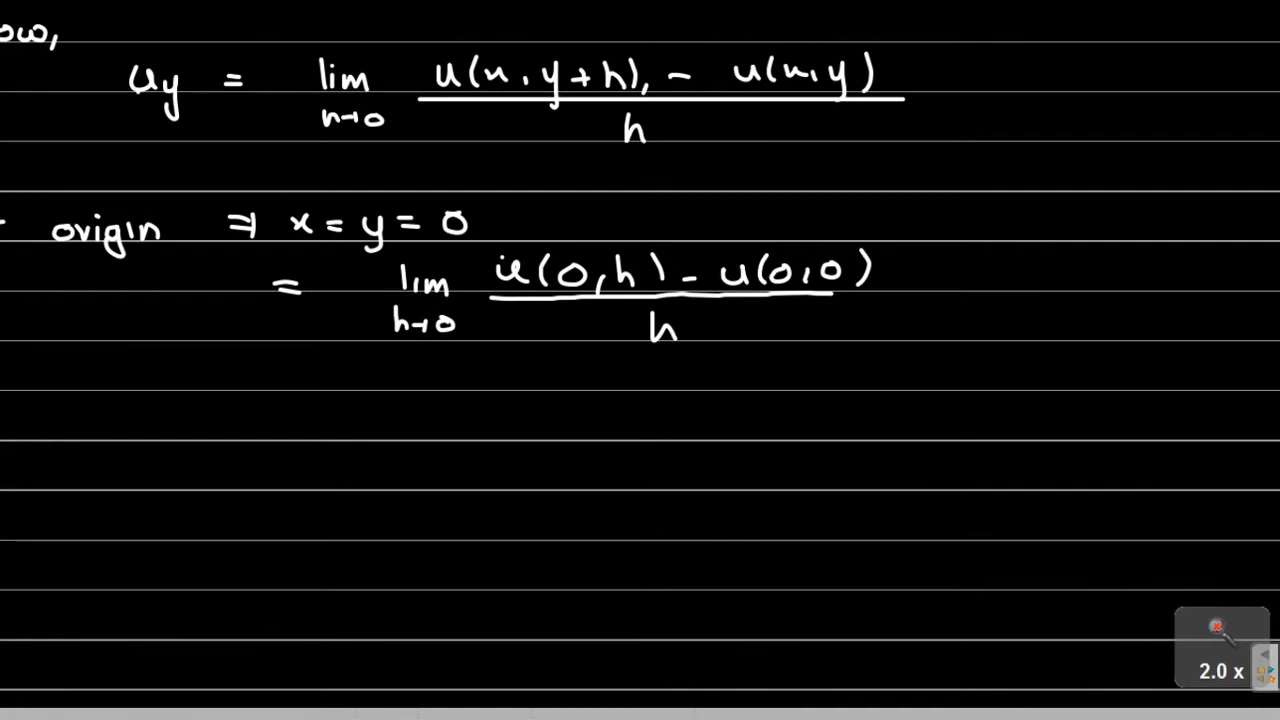 ow,
uy = lim h→0 u(x, y+h), - u(x,y) / h
origin ⇒ x = y = 0
= lim h→0 u(0,h) - u(0,0) / h
2.0 x